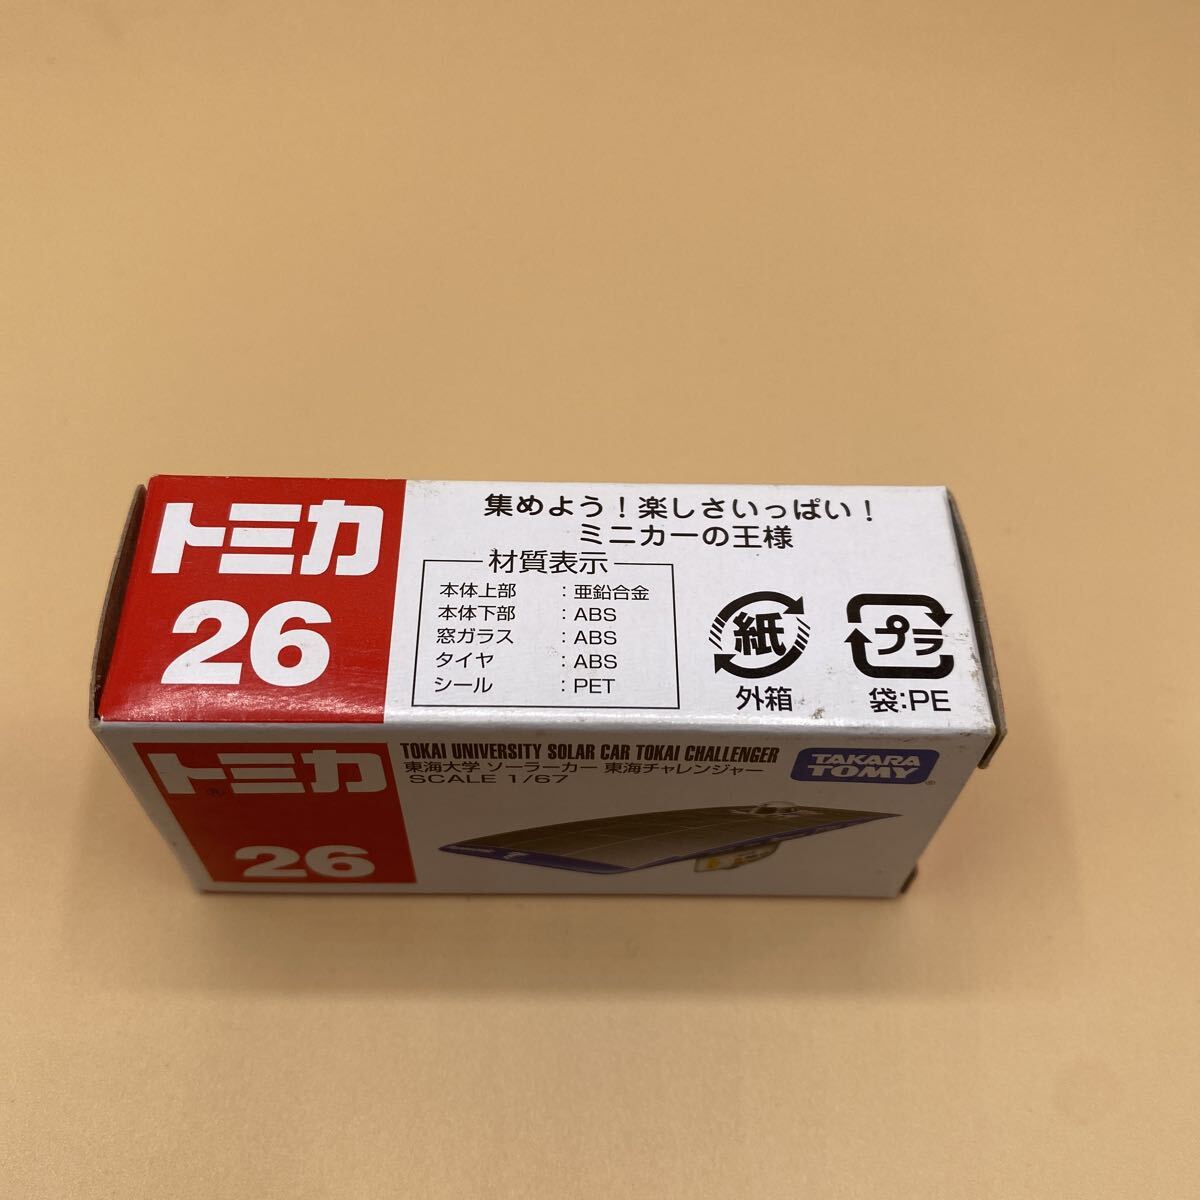 トミカ
26
集めよう！楽しさいっぱい！
ミニカーの王様
材質表示
本体上部 : 亜鉛合金
本体下部 : ABS
窓ガラス : ABS
タイヤ : ABS
シール : PET
紙
外箱
プラ
袋:PE
トミカ®
26
TOKAI UNIVERSITY SOLAR CAR TOKAI CHALLENGER
東海大学 ソーラーカー 東海チャレンジャー
SCALE 1/67
TAKARA
TOMY®